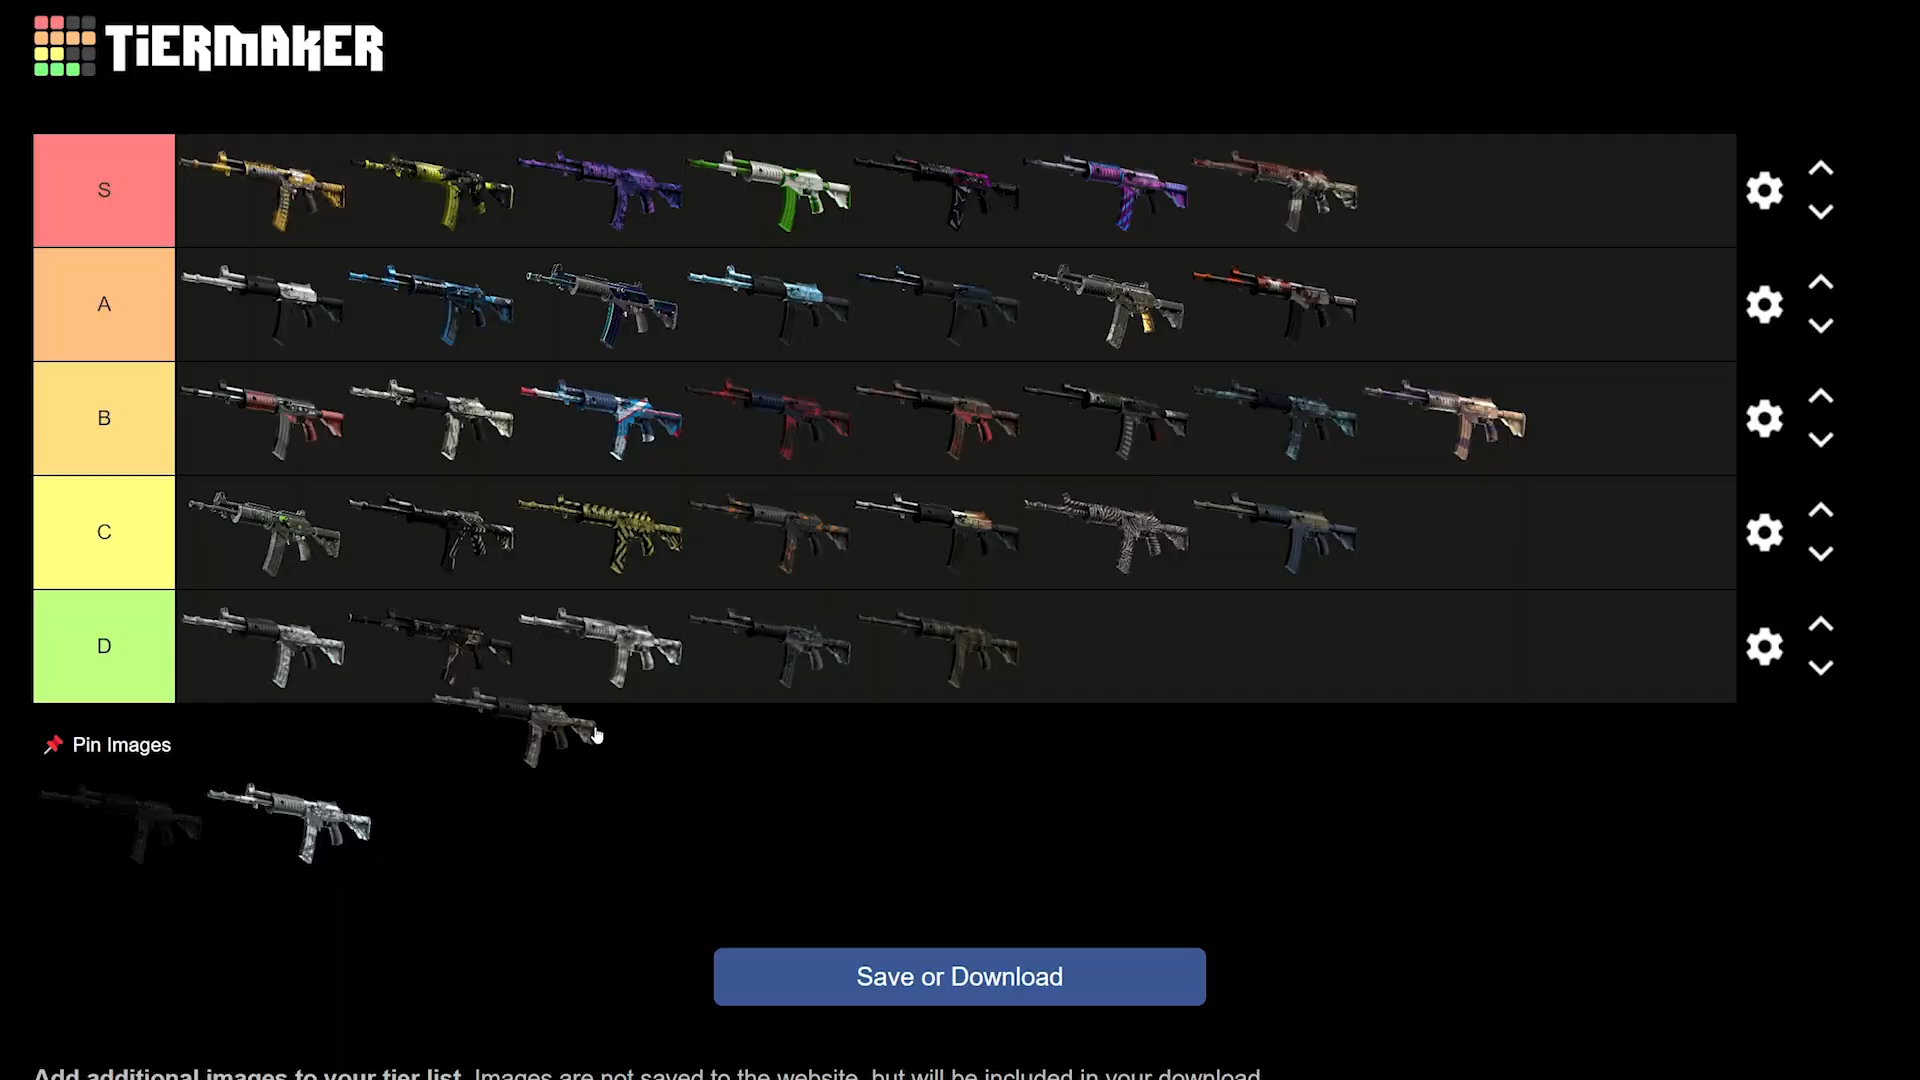 TiERMAKER
S
A
B
C
D
Pin Images
Save or Download
Add additional images to your tier list. Images are not saved to the website, but will be included in your download.